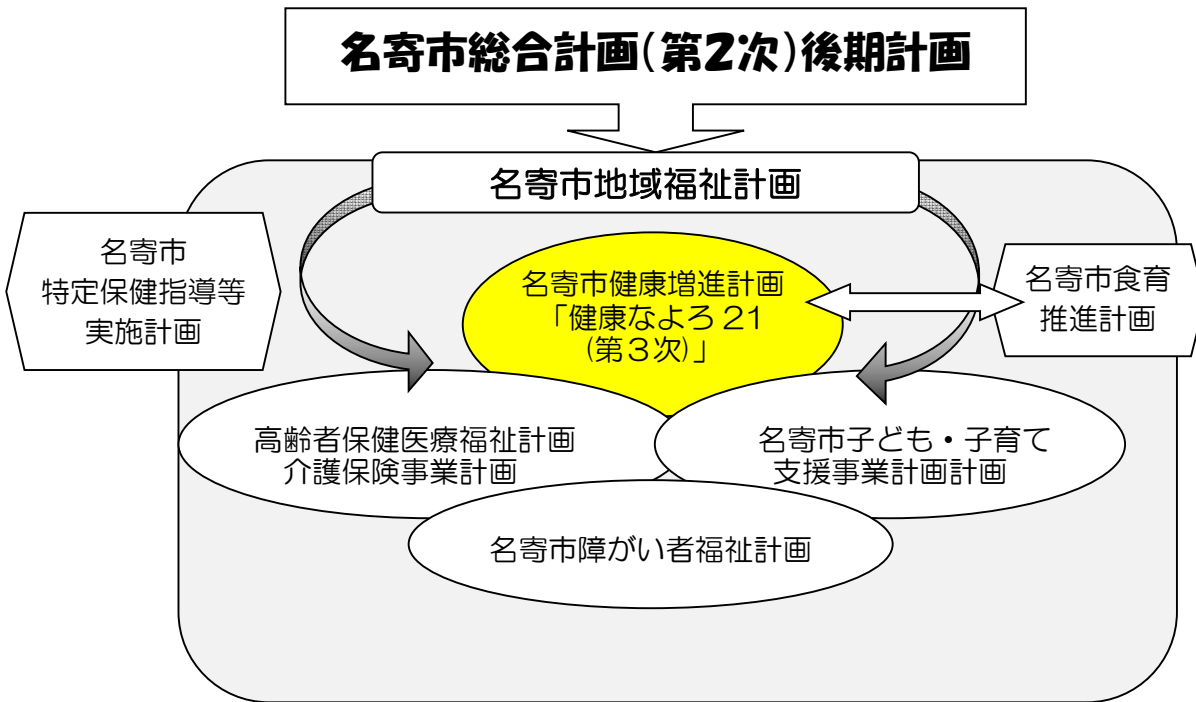 名寄市総合計画(第2次)後期計画
名寄市地域福祉計画
名寄市
特定保健指導等
実施計画
名寄市健康増進計画
「健康なよろ 21
(第3次)」
名寄市食育
推進計画
高齢者保健医療福祉計画
介護保険事業計画
名寄市子ども・子育て
支援事業計画計画
名寄市障がい者福祉計画